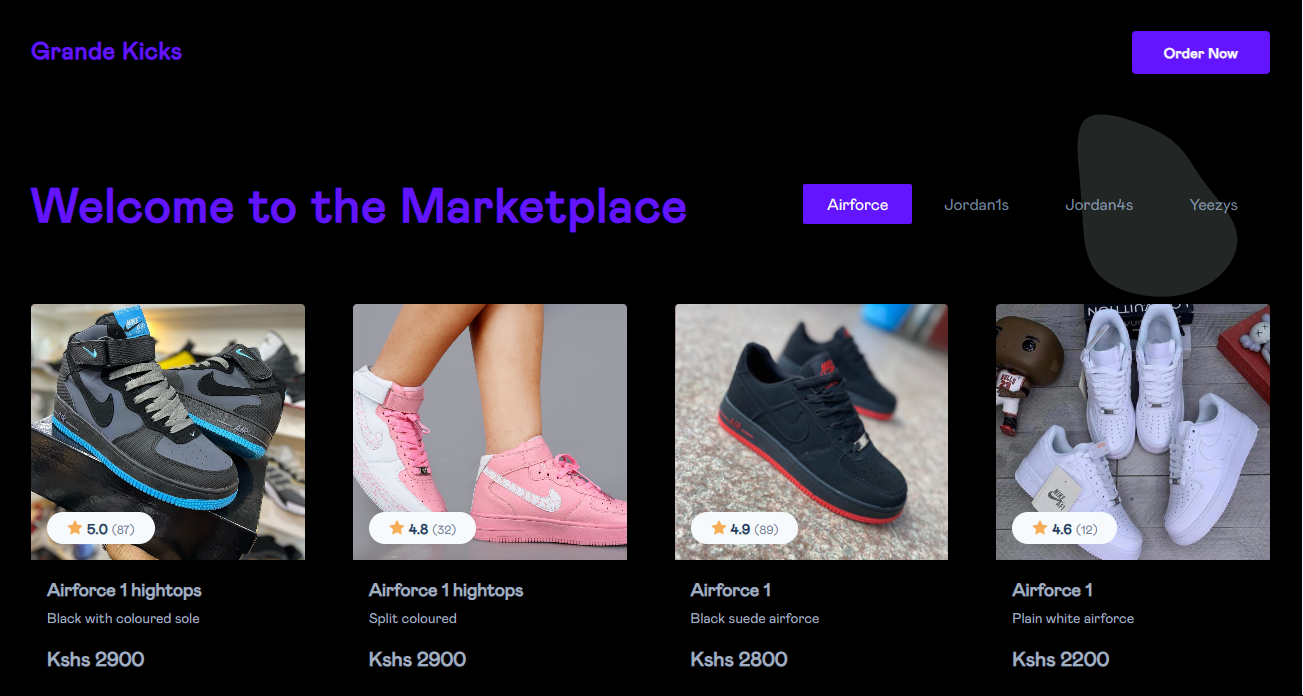 Grande Kicks
Order Now
Welcome to the Marketplace
Airforce
Jordan1s
Jordan4s
Yeezys
5.0 (87)
4.8 (32)
4.9 (89)
4.6 (12)
Airforce 1 hightops
Black with coloured sole
Kshs 2900
Airforce 1 hightops
Split coloured
Kshs 2900
Airforce 1
Black suede airforce
Kshs 2800
Airforce 1
Plain white airforce
Kshs 2200